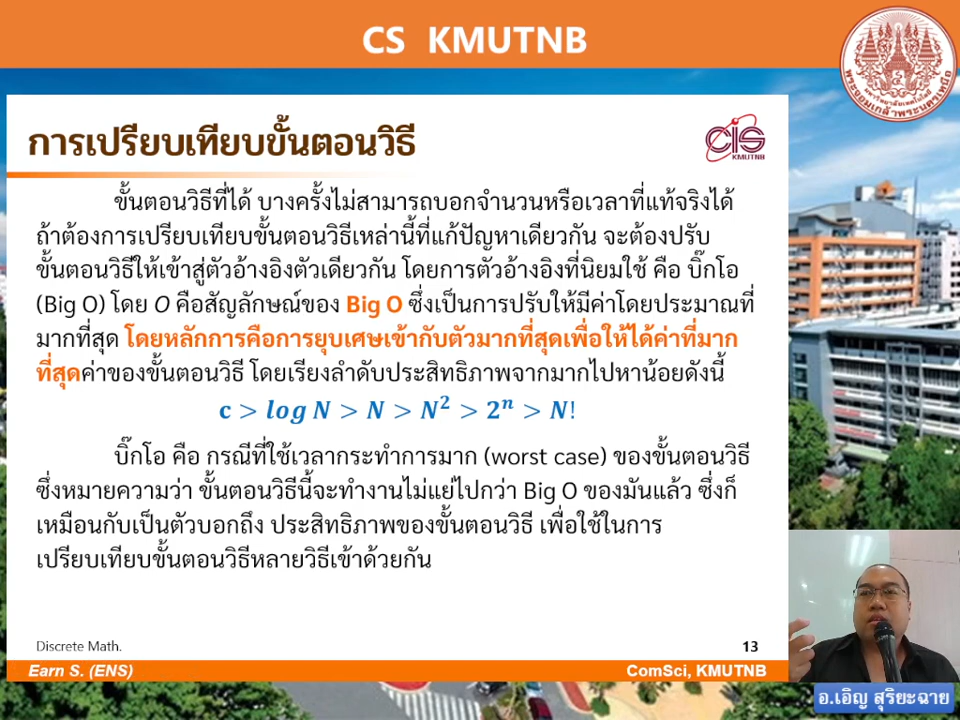 CS KMUTNB
การเปรียบเทียบขั้นตอนวิธี
CIS
KMUTNB
ขั้นตอนวิธีที่ได้ บางครั้งไม่สามารถบอกจำนวนหรือเวลาที่แท้จริงได้
ถ้าต้องการเปรียบเทียบขั้นตอนวิธีเหล่านี้ที่แก้ปัญหาเดียวกัน จะต้องปรับ
ขั้นตอนวิธีให้เข้าสู่ตัวอ้างอิงตัวเดียวกัน โดยการตัวอ้างอิงที่นิยมใช้ คือ บิ๊กโอ
(Big O) โดย O คือสัญลักษณ์ของ Big O ซึ่งเป็นการปรับให้มีค่าโดยประมาณที่
มากที่สุด โดยหลักการคือการยุบเศษเข้ากับตัวมากที่สุดเพื่อให้ได้ค่าที่มาก
ที่สุดค่าของขั้นตอนวิธี โดยเรียงลำดับประสิทธิภาพจากมากไปหาน้อยดังนี้
c > log N > N > N² > 2ⁿ > N!
บิ๊กโอ คือ กรณีที่ใช้เวลากระทำการมาก (worst case) ของขั้นตอนวิธี
ซึ่งหมายความว่า ขั้นตอนวิธีนี้จะทำงานไม่แย่ไปกว่า Big O ของมันแล้ว ซึ่งก็
เหมือนกับเป็นตัวบอกถึง ประสิทธิภาพของขั้นตอนวิธี เพื่อใช้ในการ
เปรียบเทียบขั้นตอนวิธีหลายวิธีเข้าด้วยกัน
Discrete Math.
13
Earn S. (ENS)
ComSci, KMUTNB
อ.เอิญ สุริยะฉาย